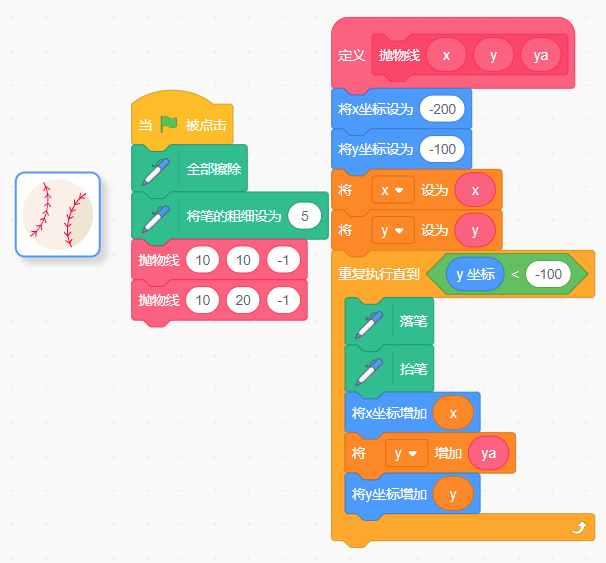 当 被点击
全部擦除
将笔的粗细设为 5
抛物线 10 10 -1
抛物线 10 20 -1
定义 抛物线 x y ya
将x坐标设为 -200
将y坐标设为 -100
将 x 设为 x
将 y 设为 y
重复执行直到 y 坐标 < -100
落笔
抬笔
将x坐标增加 x
将 y 增加 ya
将y坐标增加 y